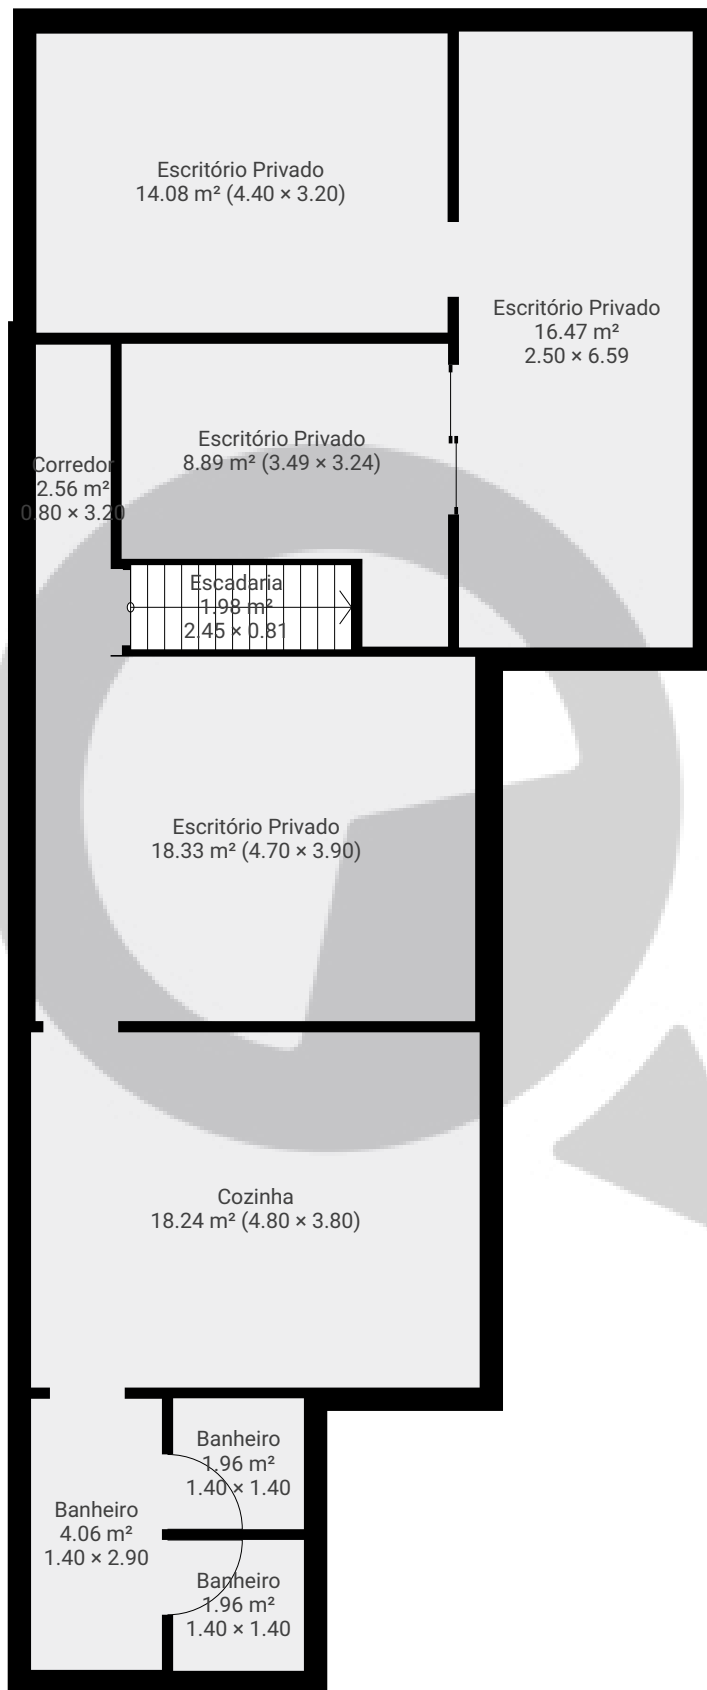 Escritório Privado
14.08 m² (4.40 × 3.20)
Escritório Privado
16.47 m²
2.50 × 6.59
Escritório Privado
8.89 m² (3.49 × 3.24)
Corredor
2.56 m²
0.80 × 3.20
Escadaria
1.98 m²
2.45 × 0.81
Escritório Privado
18.33 m² (4.70 × 3.90)
Cozinha
18.24 m² (4.80 × 3.80)
Banheiro
1.96 m²
1.40 × 1.40
Banheiro
4.06 m²
1.40 × 2.90
Banheiro
1.96 m²
1.40 × 1.40